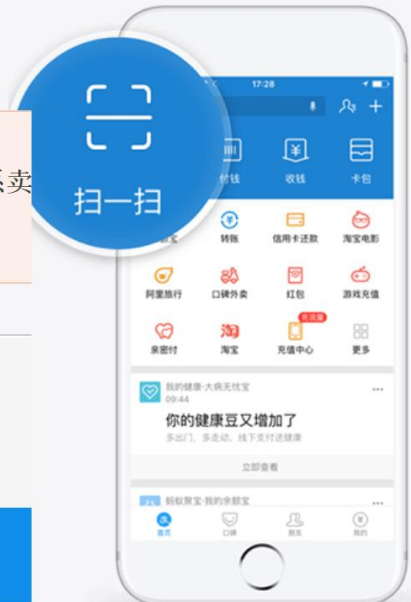 17:28
卖
扫一扫
付钱
收钱
卡包
转账
信用卡还款
淘宝电影
阿里旅行
口碑外卖
红包
游戏充值
充流量
亲密付
淘宝
充值中心
更多
我的健康·大病无忧宝
09:44
你的健康豆又增加了
多出门、多走动、线下支付送健康
立即查看
蚂蚁聚宝·我的余额宝
首页
口碑
朋友
我的